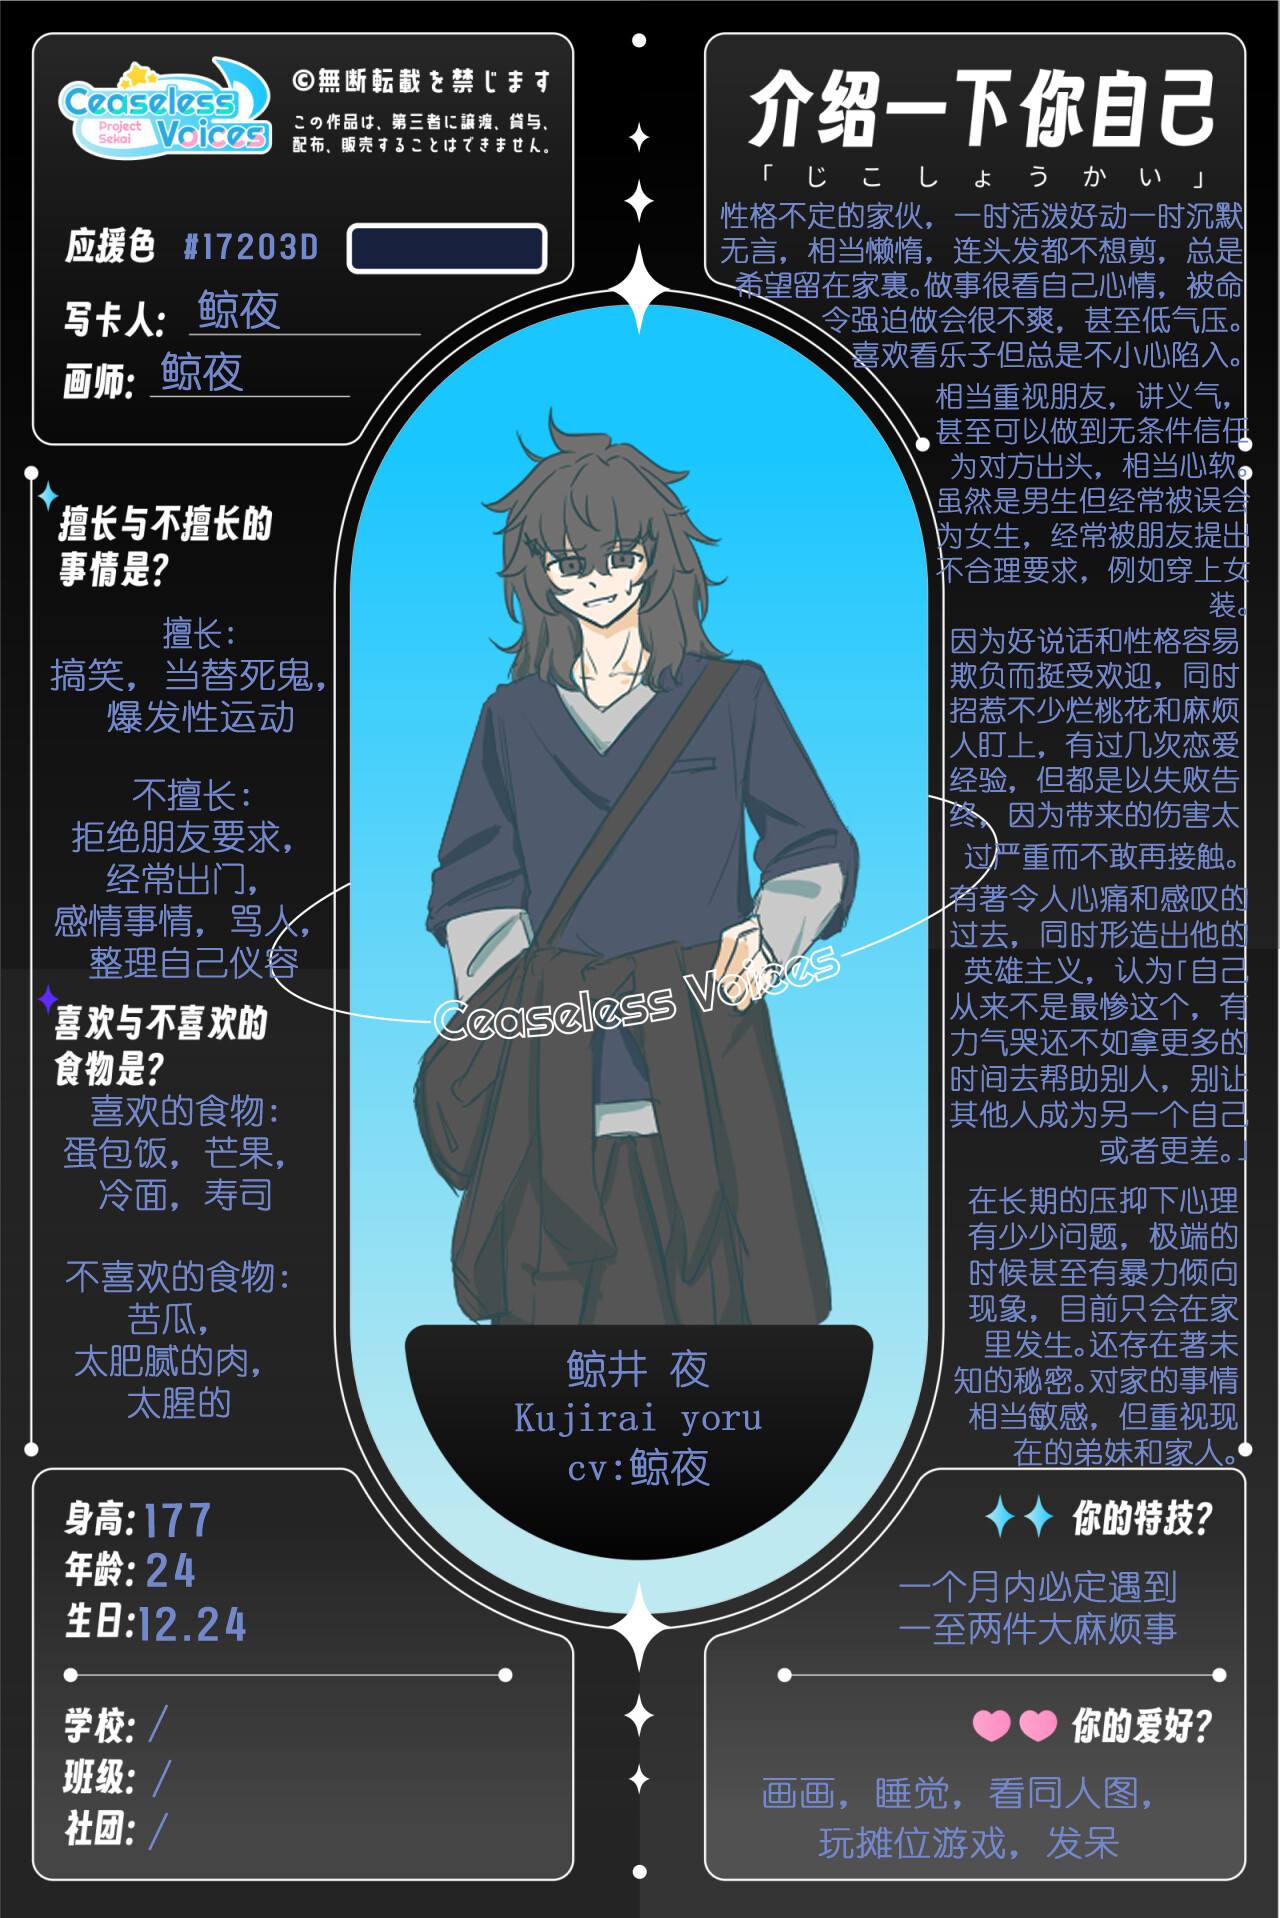 Ceaseless
Voices
Project
Sekai
©無断転載を禁じます
この作品は、第三者に譲渡、貸与、
配布、販売することはできません。
应援色 #17203D
写卡人: 鲸夜
画师: 鲸夜
介绍一下你自己
「じこしょうかい」
性格不定的家伙，一时活泼好动一时沉默
无言，相当懒惰，连头发都不想剪，总是
希望留在家裏。做事很看自己心情，被命
令强迫做会很不爽，甚至低气压。
喜欢看乐子但总是不小心陷入。
相当重视朋友，讲义气，
甚至可以做到无条件信任
为对方出头，相当心软。
虽然是男生但经常被误会
为女生，经常被朋友提出
不合理要求，例如穿上女
装。
因为好说话和性格容易
欺负而挺受欢迎，同时
招惹不少烂桃花和麻烦
人盯上，有过几次恋爱
经验，但都是以失败告
终，因为带来的伤害太
过严重而不敢再接触。
有著令人心痛和感叹的
过去，同时形造出他的
英雄主义，认为「自己
从来不是最惨这个，有
力气哭还不如拿更多的
时间去帮助别人，别让
其他人成为另一个自己
或者更差。」
在长期的压抑下心理
有少少问题，极端的
时候甚至有暴力倾向
现象，目前只会在家
里发生。还存在著未
知的秘密。对家的事情
相当敏感，但重视现
在的弟妹和家人。
擅长与不擅长的
事情是?
擅长:
搞笑，当替死鬼，
爆发性运动
不擅长:
拒绝朋友要求，
经常出门，
感情事情，骂人，
整理自己仪容
喜欢与不喜欢的
食物是?
喜欢的食物:
蛋包饭，芒果，
冷面，寿司
不喜欢的食物:
苦瓜，
太肥腻的肉，
太腥的
Ceaseless Voices
鲸井 夜
Kujirai yoru
cv:鲸夜
身高:177
年龄:24
生日:12.24
学校: /
班级: /
社团: /
你的特技?
一个月内必定遇到
一至两件大麻烦事
你的爱好?
画画，睡觉，看同人图，
玩摊位游戏，发呆